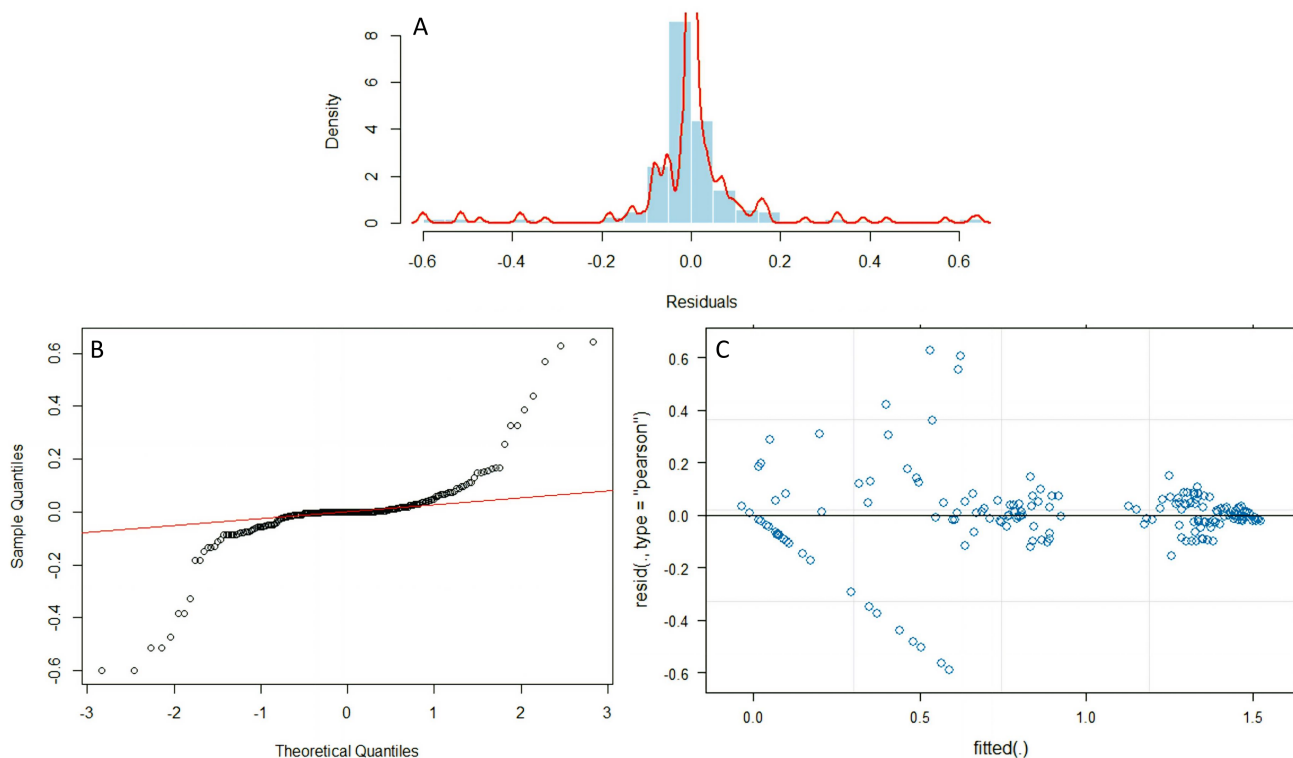 A
8
6
4
2
0
Density
-0.6 -0.4 -0.2 0.0 0.2 0.4 0.6
Residuals
B
0.6
0.4
0.2
0.0
-0.2
-0.4
-0.6
Sample Quantiles
-3 -2 -1 0 1 2 3
Theoretical Quantiles
C
0.6
0.4
0.2
0.0
-0.2
-0.4
-0.6
resid(., type = "pearson")
0.0 0.5 1.0 1.5
fitted(.)